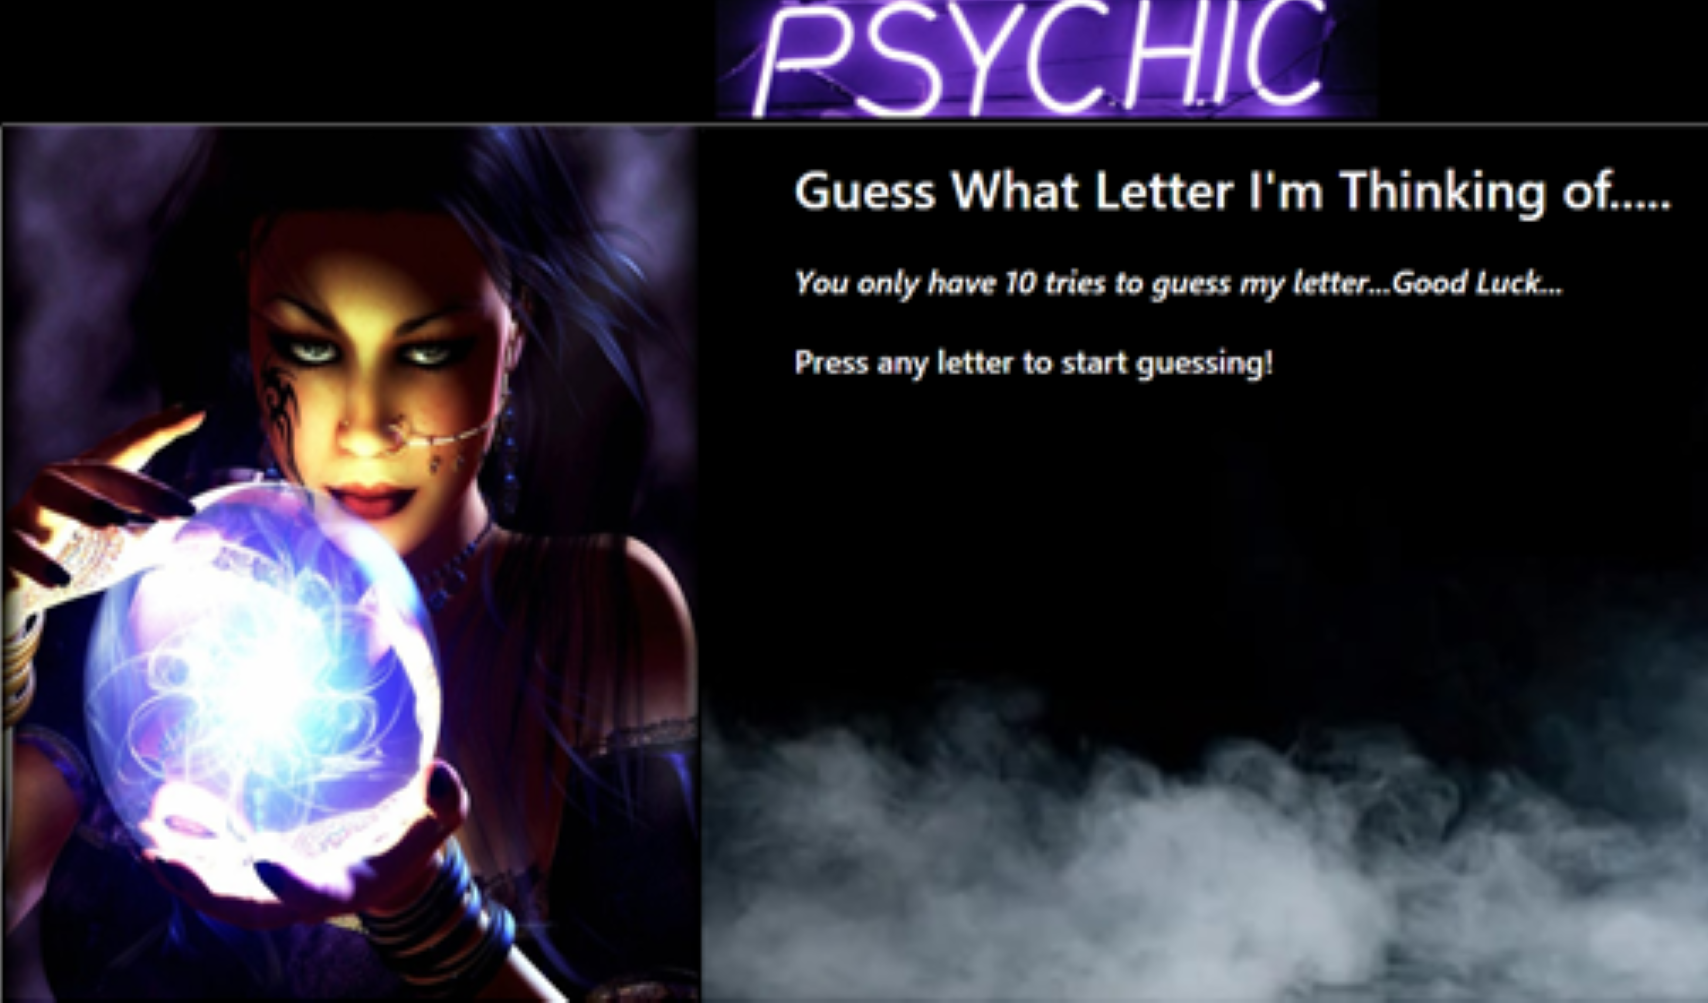 PSYCHIC
Guess What Letter I'm Thinking of.....
You only have 10 tries to guess my letter...Good Luck...
Press any letter to start guessing!